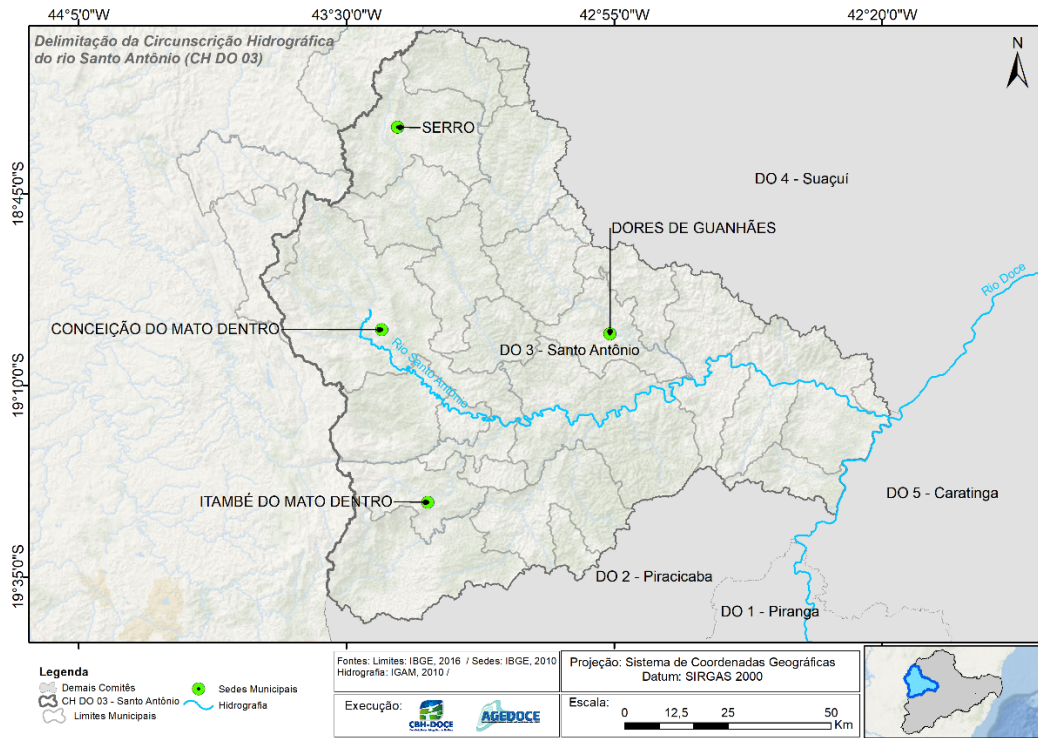 44°5'0"W
43°30'0"W
42°55'0"W
42°20'0"W
Delimitação da Circunscrição Hidrográfica
do rio Santo Antônio (CH DO 03)
N
SERRO
18°45'0"S
DO 4 - Suaçuí
DORES DE GUANHÃES
Rio Doce
CONCEIÇÃO DO MATO DENTRO
DO 3 - Santo Antônio
Rio Santo Antônio
19°10'0"S
ITAMBÉ DO MATO DENTRO
DO 5 - Caratinga
19°35'0"S
DO 2 - Piracicaba
DO 1 - Piranga
Legenda
Demais Comitês
CH DO 03 - Santo Antônio
Limites Municipais
Sedes Municipais
Hidrografia
Fontes: Limites: IBGE, 2016 / Sedes: IBGE, 2010
Hidrografia: IGAM, 2010 /
Execução:
CBH-DOCE
AGEDOCE
Projeção: Sistema de Coordenadas Geográficas
Datum: SIRGAS 2000
Escala:
0 12,5 25 50
Km